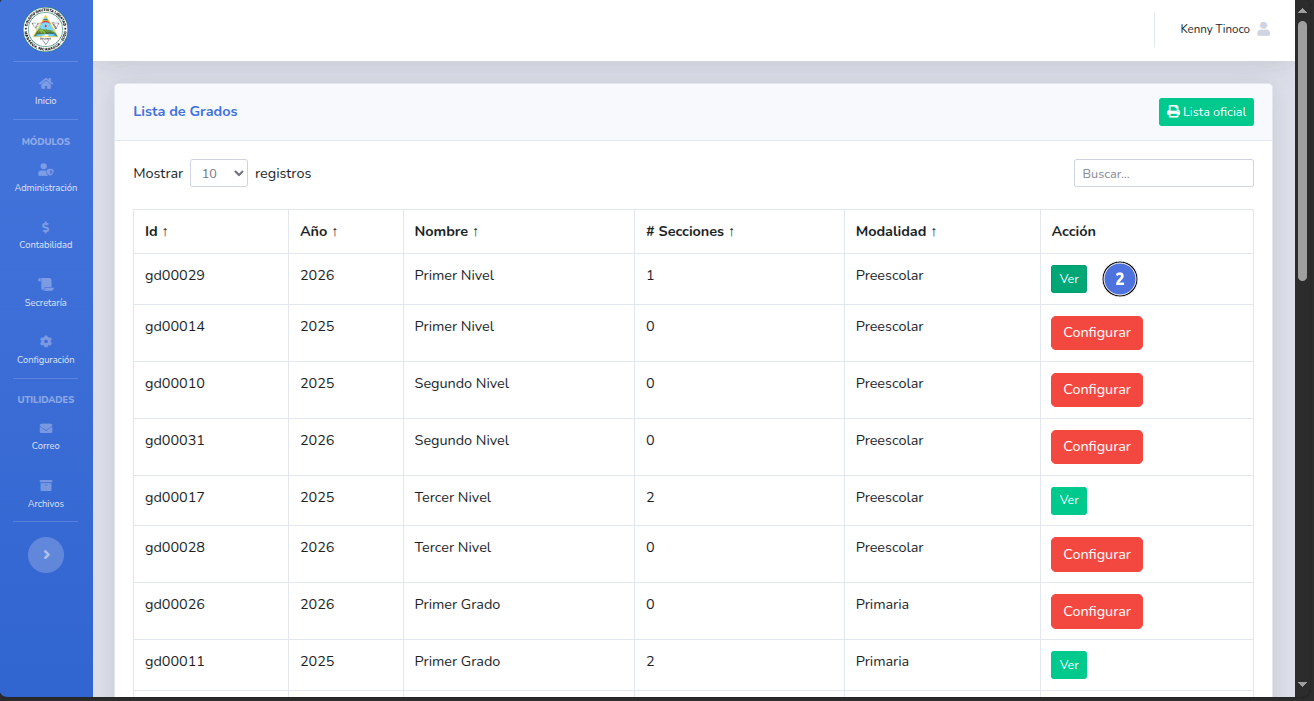 Kenny Tinoco
Inicio
MÓDULOS
Administración
Contabilidad
Secretaría
Configuración
UTILIDADES
Correo
Archivos
Lista de Grados
Lista oficial
Mostrar 10 registros
Buscar...
Id ↑ Año ↑ Nombre ↑ # Secciones ↑ Modalidad ↑ Acción
gd00029 2026 Primer Nivel 1 Preescolar Ver 2
gd00014 2025 Primer Nivel 0 Preescolar Configurar
gd00010 2025 Segundo Nivel 0 Preescolar Configurar
gd00031 2026 Segundo Nivel 0 Preescolar Configurar
gd00017 2025 Tercer Nivel 2 Preescolar Ver
gd00028 2026 Tercer Nivel 0 Preescolar Configurar
gd00026 2026 Primer Grado 0 Primaria Configurar
gd00011 2025 Primer Grado 2 Primaria Ver